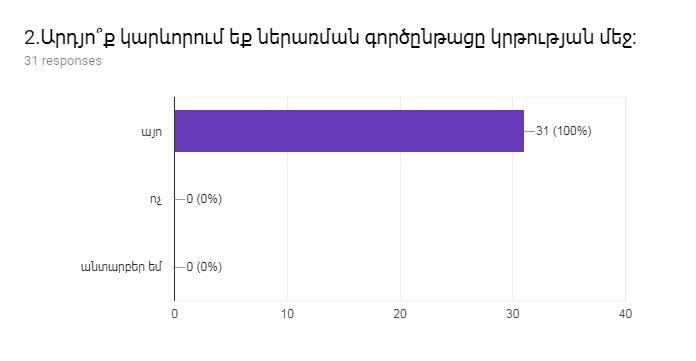 2.Արդյո՞ք կարևորում եք ներառման գործընթացը կրթության մեջ:
31 responses
այո
31 (100%)
ոչ
0 (0%)
անտարբեր եմ
0 (0%)
0 10 20 30 40